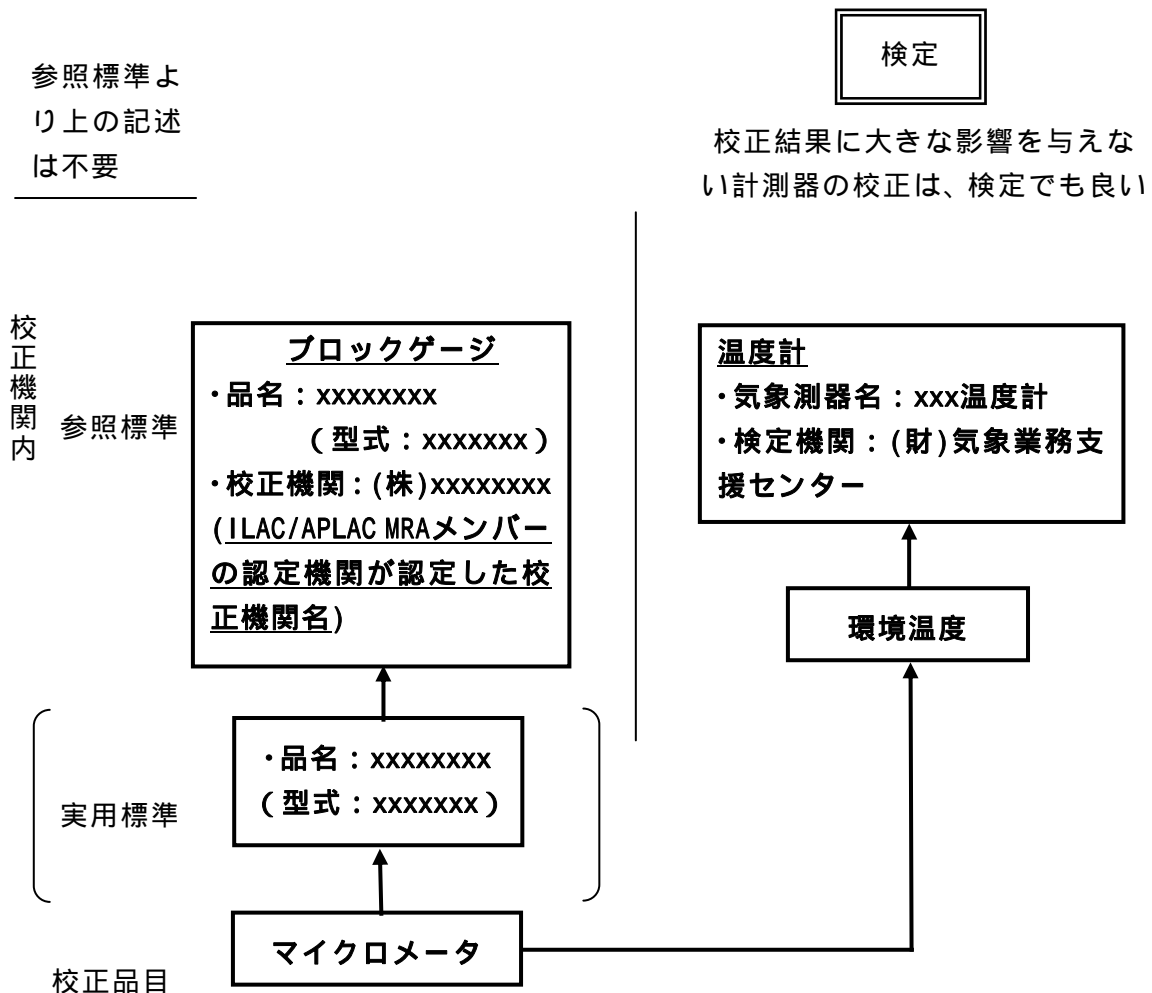 参照標準よ
り上の記述
は不要
検定
校正結果に大きな影響を与えな
い計測器の校正は、検定でも良い
校正機関内
参照標準
ブロックゲージ
・品名：xxxxxxxx
（型式：xxxxxxx）
・校正機関：(株)xxxxxxxx
(ILAC/APLAC MRAメンバー
の認定機関が認定した校
正機関名)
温度計
・気象測器名：xxx温度計
・検定機関：(財)気象業務支
援センター
環境温度
実用標準
・品名：xxxxxxxx
（型式：xxxxxxx）
マイクロメータ
校正品目